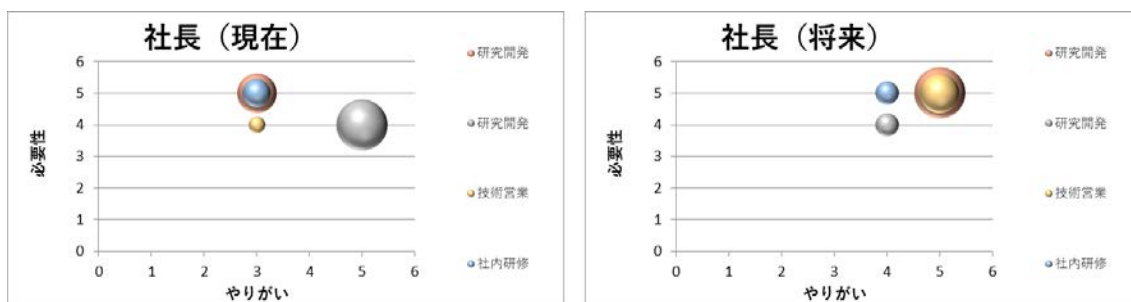 社長（現在）
必要性
6
5
4
3
2
1
0
0 1 2 3 4 5 6
やりがい
研究開発
研究開発
技術営業
社内研修
社長（将来）
必要性
6
5
4
3
2
1
0
0 1 2 3 4 5 6
やりがい
研究開発
研究開発
技術営業
社内研修